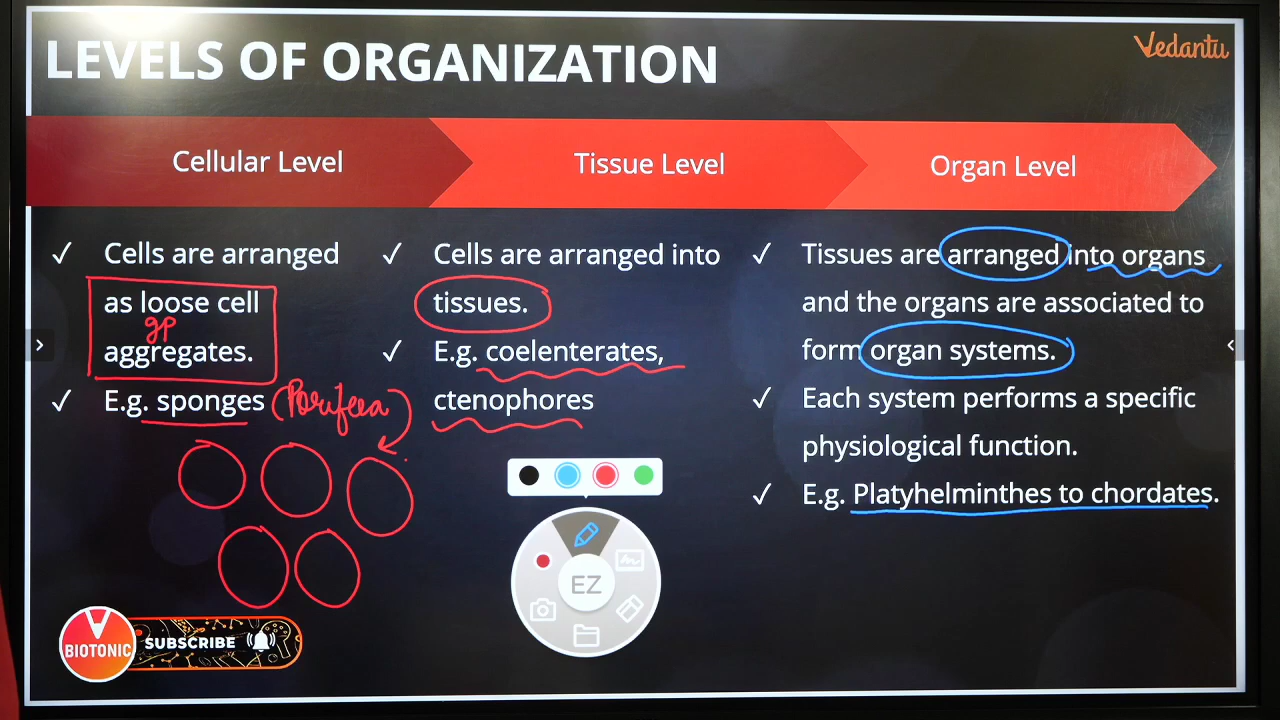 LEVELS OF ORGANIZATION
Vedantu
Cellular Level
Tissue Level
Organ Level
✓ Cells are arranged
as loose cell
gp
aggregates.
✓ E.g. sponges (Porifera)
✓ Cells are arranged into
tissues.
✓ E.g. coelenterates,
ctenophores
✓ Tissues are arranged into organs
and the organs are associated to
form organ systems.
✓ Each system performs a specific
physiological function.
✓ E.g. Platyhelminthes to chordates.
EZ
BIOTONIC
SUBSCRIBE